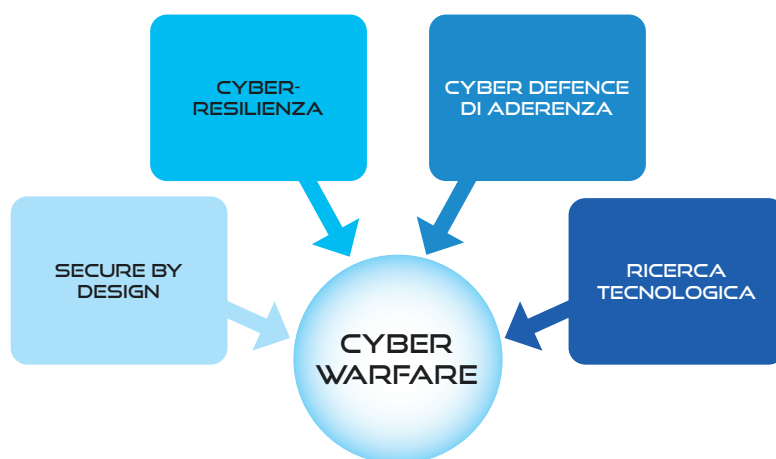 CYBER-
RESILIENZA
CYBER DEFENCE
DI ADERENZA
SECURE BY
DESIGN
RICERCA
TECNOLOGICA
CYBER
WARFARE